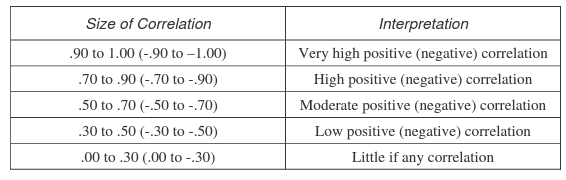 Size of Correlation Interpretation
.90 to 1.00 (-.90 to –1.00) Very high positive (negative) correlation
.70 to .90 (-.70 to -.90) High positive (negative) correlation
.50 to .70 (-.50 to -.70) Moderate positive (negative) correlation
.30 to .50 (-.30 to -.50) Low positive (negative) correlation
.00 to .30 (.00 to -.30) Little if any correlation